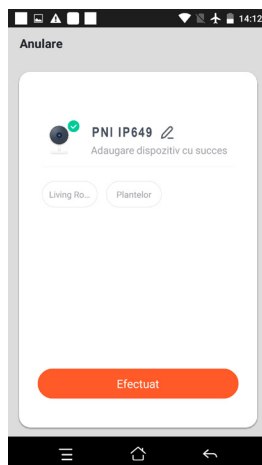 14:12
Anulare
PNI IP649
Adaugare dispozitiv cu succes
Living Ro...
Plantelor
Efectuat